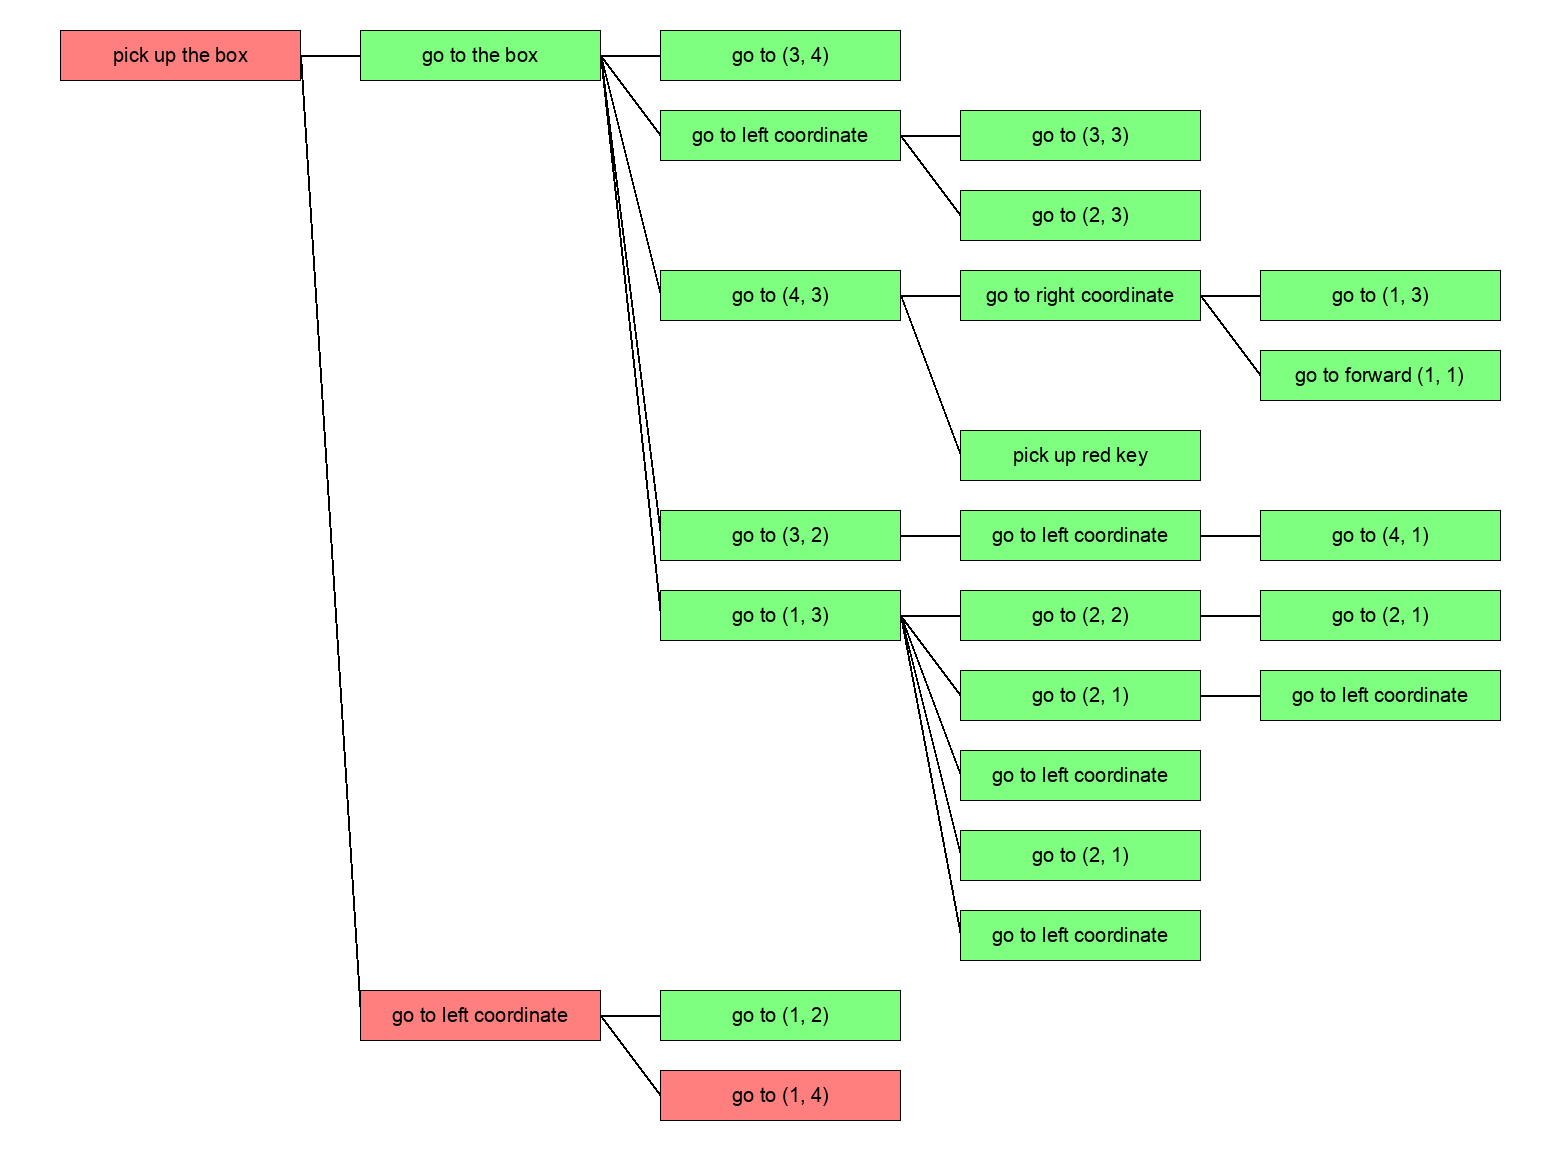 pick up the box
go to the box
go to (3, 4)
go to left coordinate
go to (3, 3)
go to (2, 3)
go to (4, 3)
go to right coordinate
go to (1, 3)
go to forward (1, 1)
pick up red key
go to (3, 2)
go to left coordinate
go to (4, 1)
go to (1, 3)
go to (2, 2)
go to (2, 1)
go to (2, 1)
go to left coordinate
go to left coordinate
go to (2, 1)
go to left coordinate
go to left coordinate
go to (1, 2)
go to (1, 4)